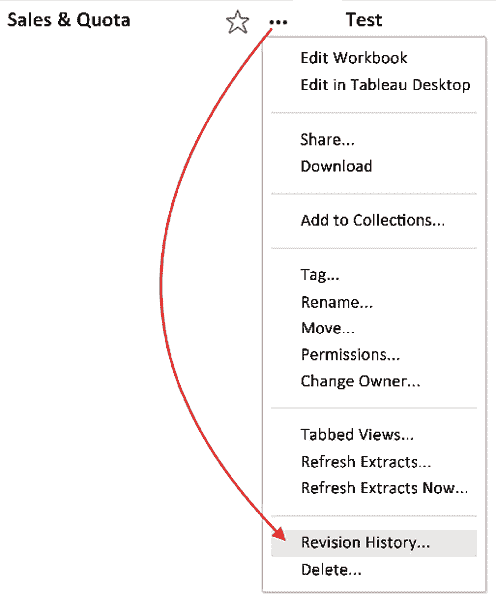 Sales & Quota ... Test
Edit Workbook
Edit in Tableau Desktop
Share...
Download
Add to Collections...
Tag...
Rename...
Move...
Permissions...
Change Owner...
Tabbed Views...
Refresh Extracts...
Refresh Extracts Now...
Revision History...
Delete...